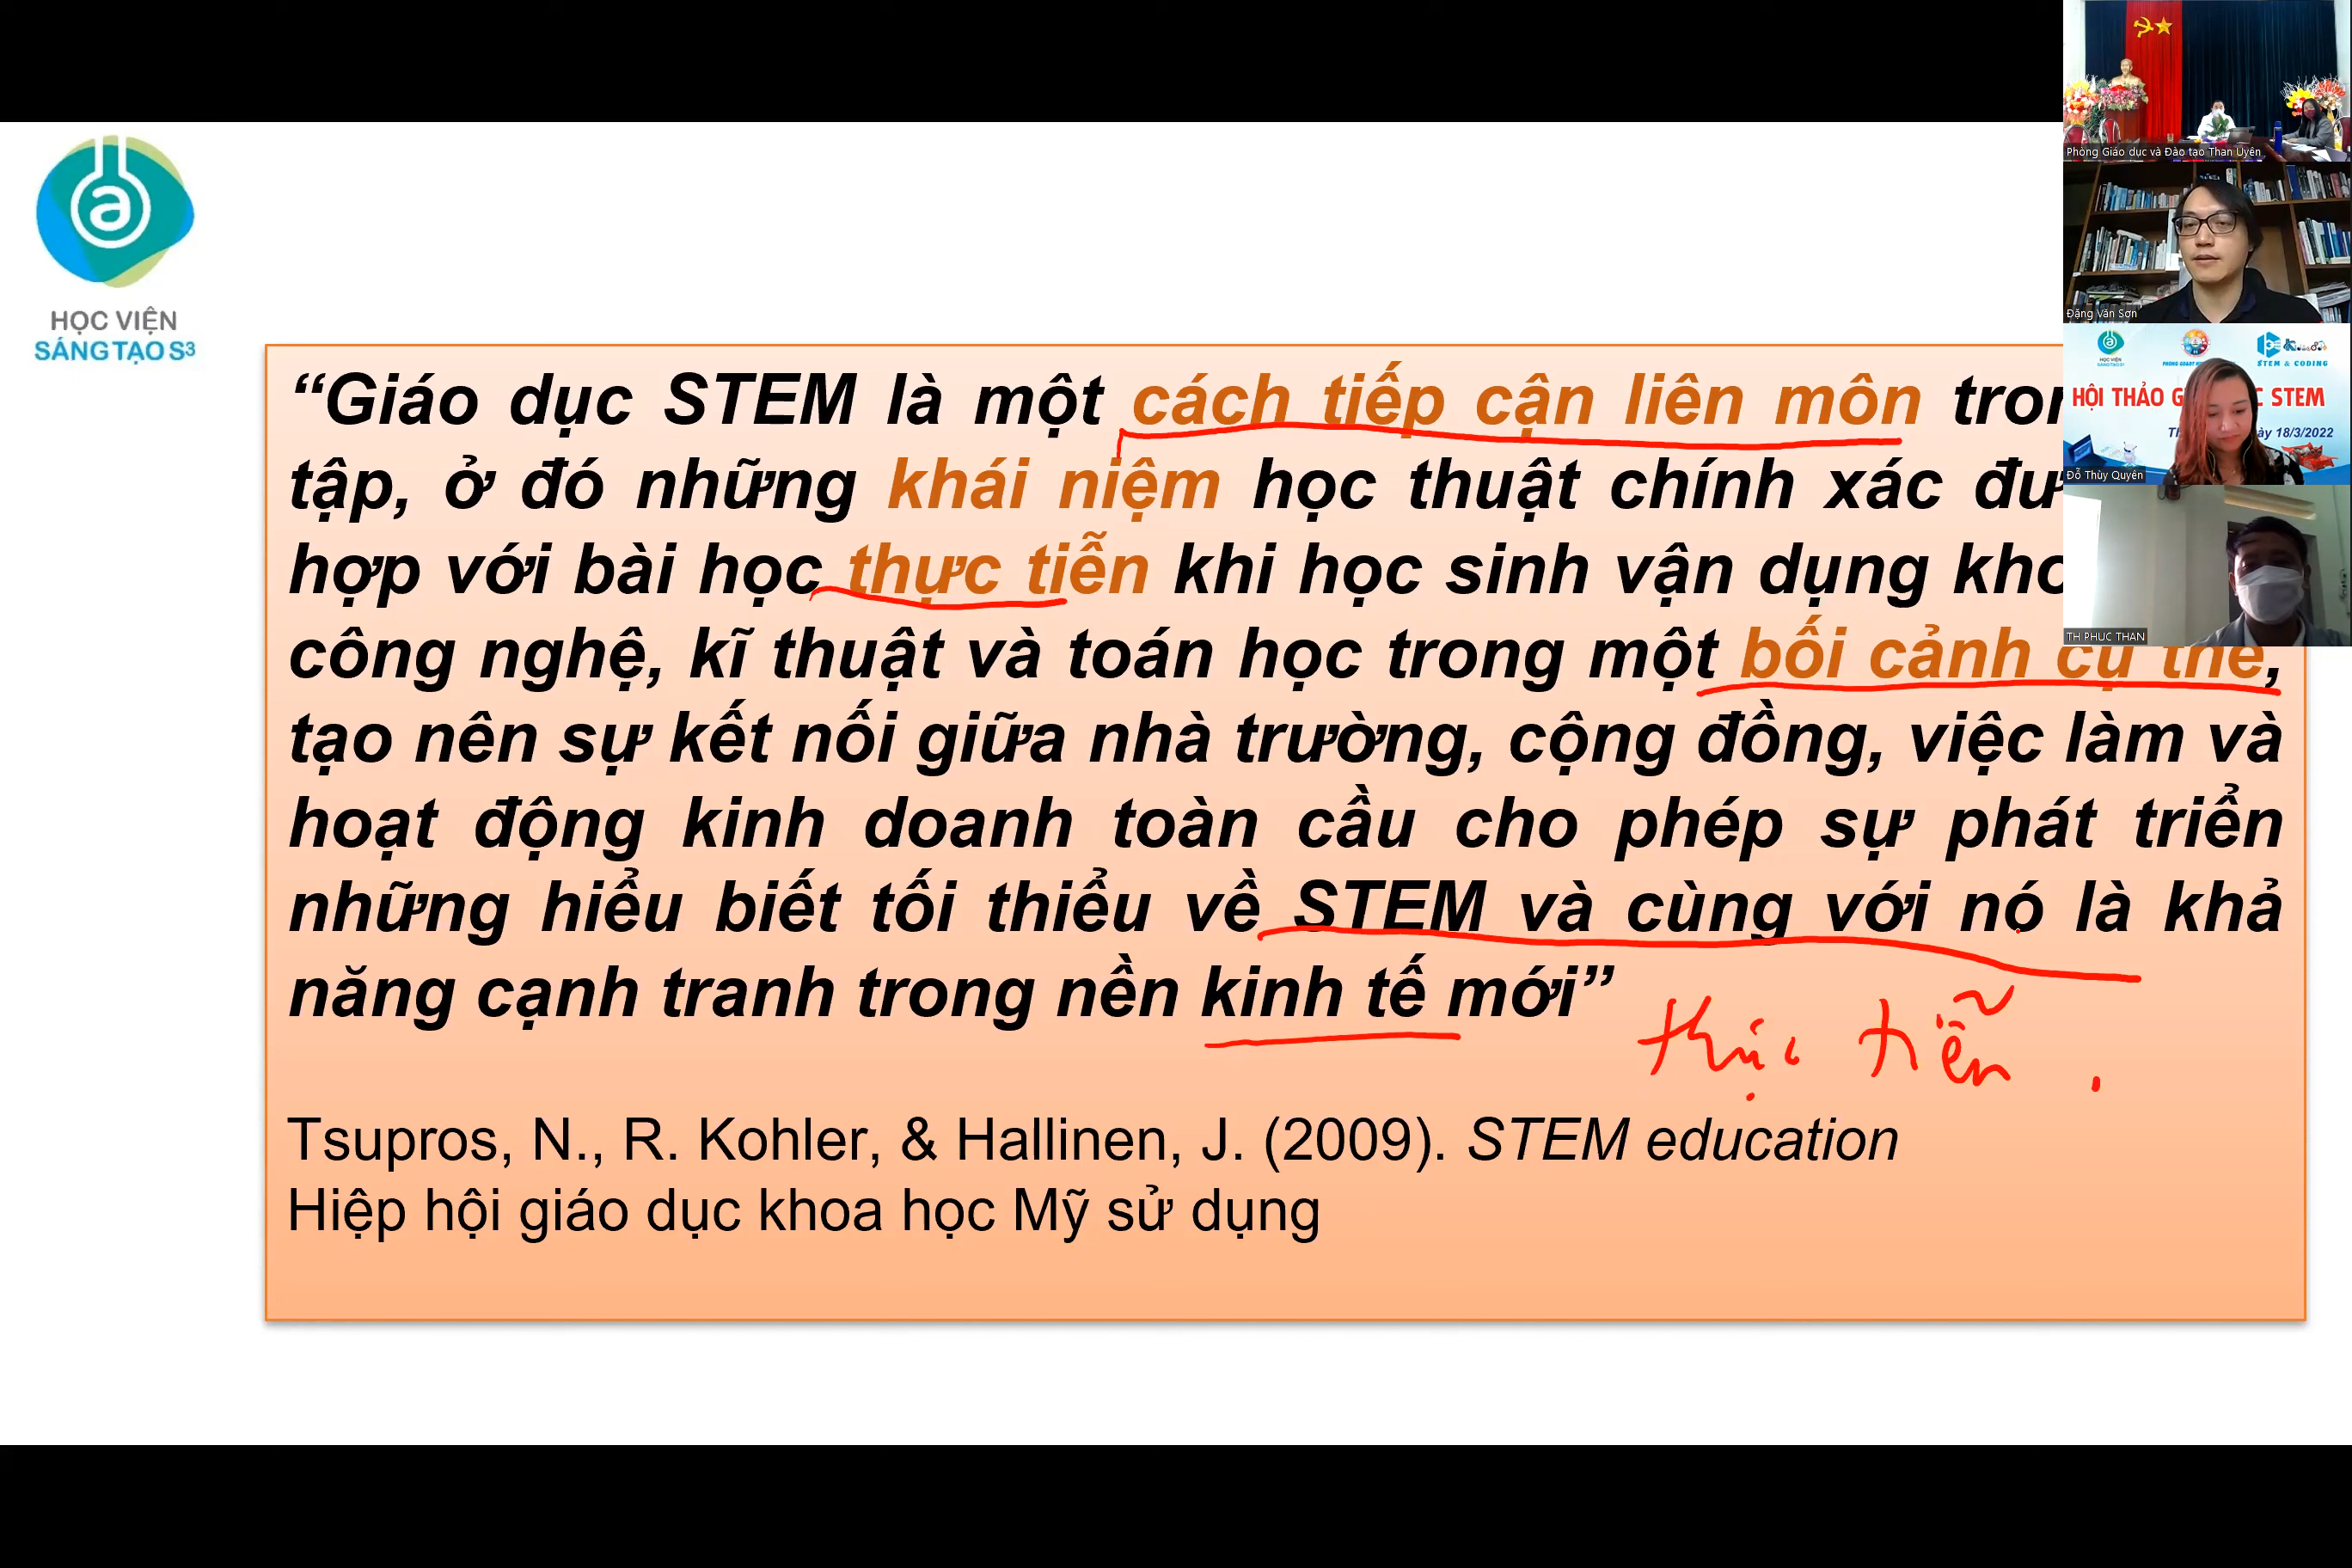 HỌC VIỆN
SÁNG TẠO S³
“Giáo dục STEM là một cách tiếp cận liên môn
tập, ở đó những khái niệm học thuật chính xác
hợp với bài học thực tiễn khi học sinh vận dụng
công nghệ, kĩ thuật và toán học trong một bối cảnh cụ thể,
tạo nên sự kết nối giữa nhà trường, cộng đồng, việc làm và
hoạt động kinh doanh toàn cầu cho phép sự phát triển
những hiểu biết tối thiểu về STEM và cùng với nó là khả
năng cạnh tranh trong nền kinh tế mới”
thực tiễn .
Tsupros, N., R. Kohler, & Hallinen, J. (2009). STEM education
Hiệp hội giáo dục khoa học Mỹ sử dụng
Phòng Giáo dục và Đào tạo Than Uyên
Đặng Văn Sơn
STEM & CODING
HỘI THẢO G C STEM
18/3/2022
Đỗ Thùy Quyên
TH PHUC THAN